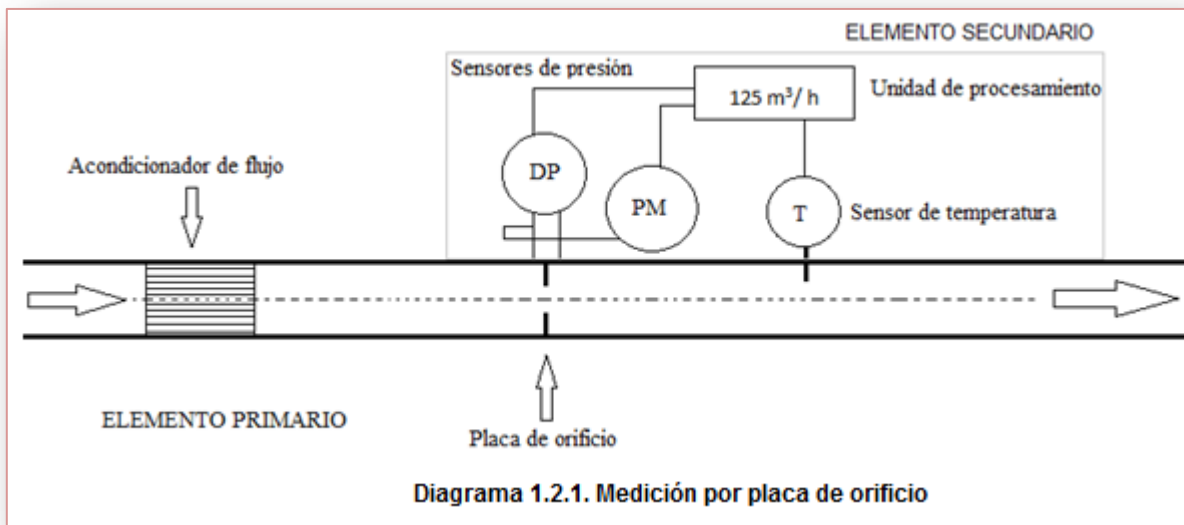 ELEMENTO SECUNDARIO
Sensores de presión
125 m³/ h
Unidad de procesamiento
Acondicionador de flujo
DP
PM
T
Sensor de temperatura
ELEMENTO PRIMARIO
Placa de orificio
Diagrama 1.2.1. Medición por placa de orificio